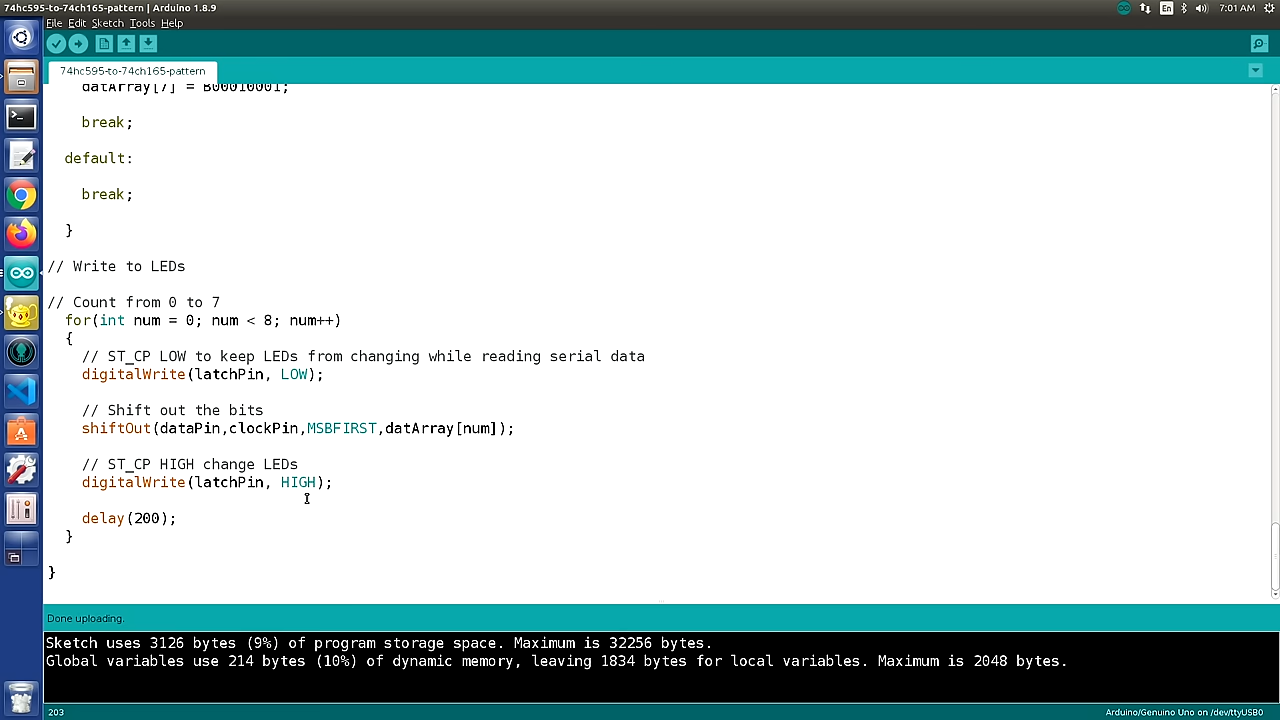 74hc595-to-74ch165-pattern | Arduino 1.8.9
En
7:01 AM
File Edit Sketch Tools Help
74hc595-to-74ch165-pattern
datArray[7] = B00010001;
break;
default:
break;
}
// Write to LEDs
// Count from 0 to 7
for(int num = 0; num < 8; num++)
{
// ST_CP LOW to keep LEDs from changing while reading serial data
digitalWrite(latchPin, LOW);
// Shift out the bits
shiftOut(dataPin,clockPin,MSBFIRST,datArray[num]);
// ST_CP HIGH change LEDs
digitalWrite(latchPin, HIGH);
delay(200);
}
}
Done uploading.
Sketch uses 3126 bytes (9%) of program storage space. Maximum is 32256 bytes.
Global variables use 214 bytes (10%) of dynamic memory, leaving 1834 bytes for local variables. Maximum is 2048 bytes.
203
Arduino/Genuino Uno on /dev/ttyUSB0